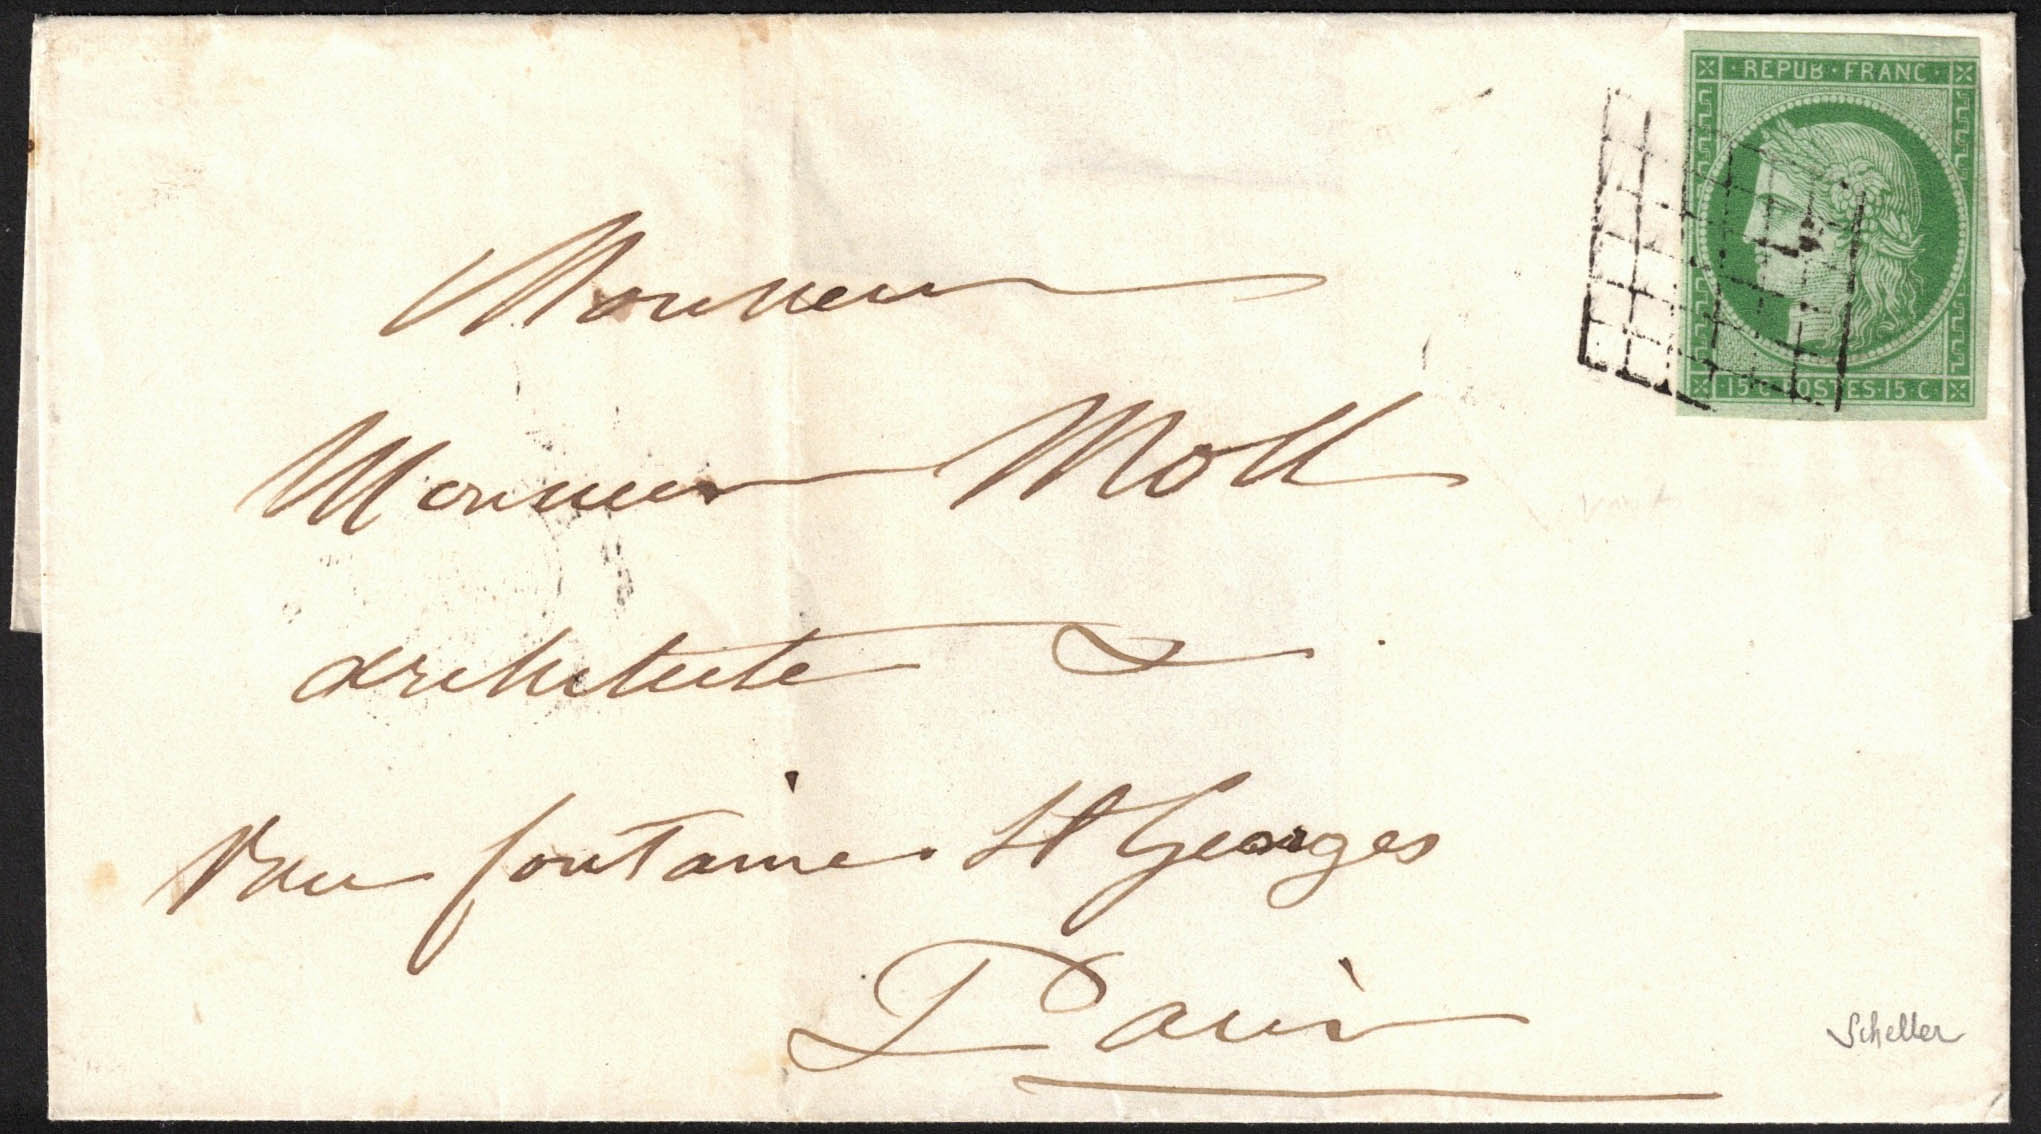 REPUB · FRANC
15 · C · POSTES · 15 · C
Monsieur
Monsieur Moll
architecte
Rue fontaine St Georges
Paris
Scheller